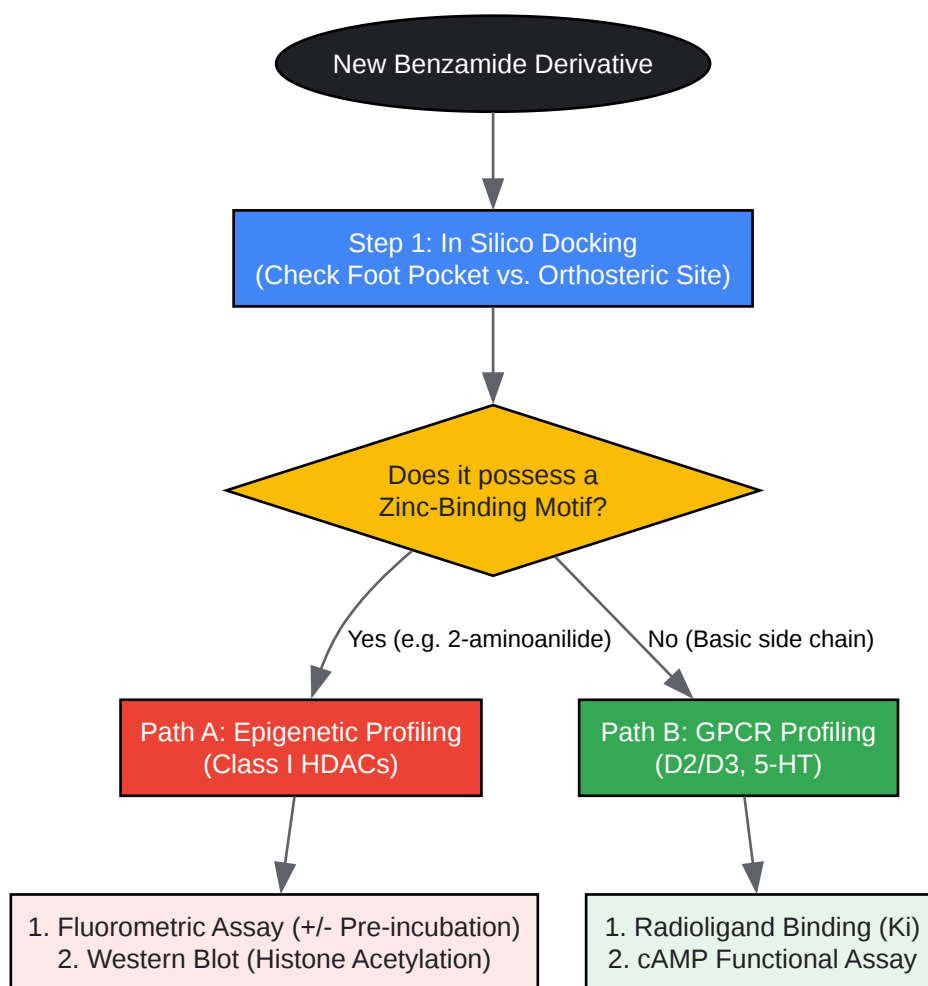 New Benzamide Derivative
Step 1: In Silico Docking
(Check Foot Pocket vs. Orthosteric Site)
Does it possess a
Zinc-Binding Motif?
Yes (e.g. 2-aminoanilide)
No (Basic side chain)
Path A: Epigenetic Profiling
(Class I HDACs)
Path B: GPCR Profiling
(D2/D3, 5-HT)
1. Fluorometric Assay (+/- Pre-incubation)
2. Western Blot (Histone Acetylation)
1. Radioligand Binding (Ki)
2. cAMP Functional Assay